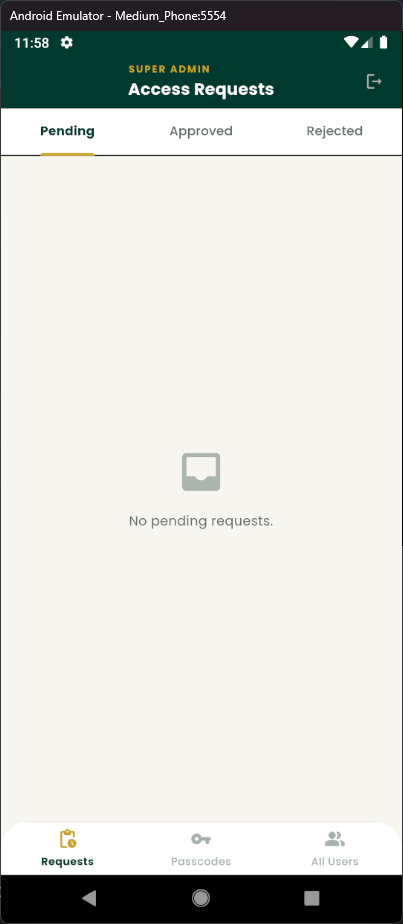 Android Emulator - Medium_Phone:5554
11:58
SUPER ADMIN
Access Requests
Pending Approved Rejected
No pending requests.
Requests Passcodes All Users